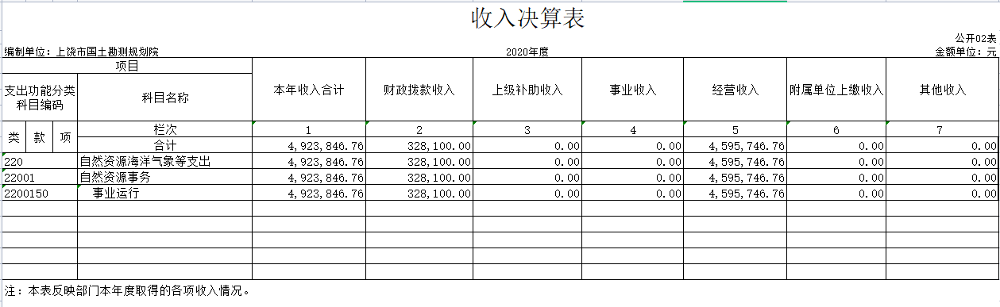 收入决算表
公开02表
编制单位：上饶市国土勘测规划院 2020年度 金额单位：元
项目 本年收入合计 财政拨款收入 上级补助收入 事业收入 经营收入 附属单位上缴收入 其他收入
支出功能分类科目编码 科目名称
类 款 项 栏次 1 2 3 4 5 6 7
合计 4,923,846.76 328,100.00 0.00 0.00 4,595,746.76 0.00 0.00
220 自然资源海洋气象等支出 4,923,846.76 328,100.00 0.00 0.00 4,595,746.76 0.00 0.00
22001 自然资源事务 4,923,846.76 328,100.00 0.00 0.00 4,595,746.76 0.00 0.00
2200150 事业运行 4,923,846.76 328,100.00 0.00 0.00 4,595,746.76 0.00 0.00
注：本表反映部门本年度取得的各项收入情况。